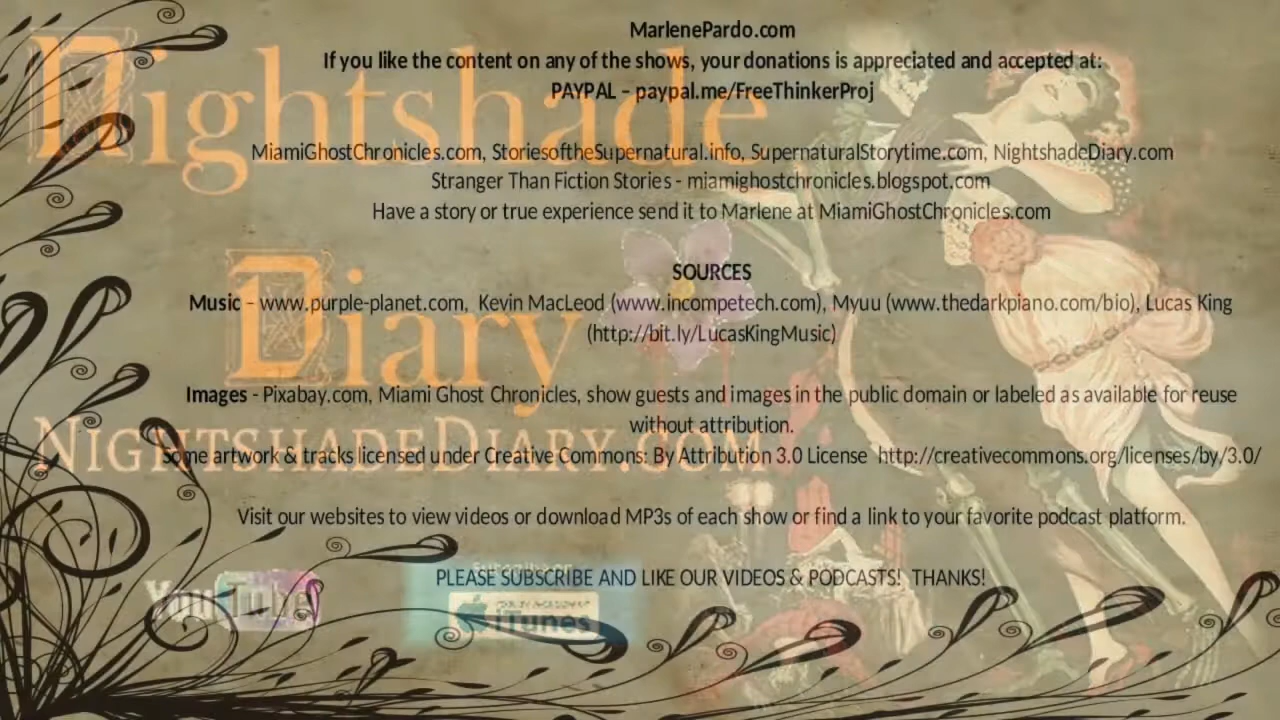 MarlenePardo.com
If you like the content on any of the shows, your donations is appreciated and accepted at:
PAYPAL – paypal.me/FreeThinkerProj
Nightshade
MiamiGhostChronicles.com, StoriesoftheSupernatural.info, SupernaturalStorytime.com, NightshadeDiary.com
Stranger Than Fiction Stories - miamighostchronicles.blogspot.com
Have a story or true experience send it to Marlene at MiamiGhostChronicles.com
SOURCES
Music – www.purple-planet.com, Kevin MacLeod (www.incompetech.com), Myuu (www.thedarkpiano.com/bio), Lucas King
(http://bit.ly/LucasKingMusic)
Diary
Images - Pixabay.com, Miami Ghost Chronicles, show guests and images in the public domain or labeled as available for reuse
without attribution.
NIGHTSHADEDIARY.COM
Some artwork & tracks licensed under Creative Commons: By Attribution 3.0 License http://creativecommons.org/licenses/by/3.0/
Visit our websites to view videos or download MP3s of each show or find a link to your favorite podcast platform.
Subscribe on
PLEASE SUBSCRIBE AND LIKE OUR VIDEOS & PODCASTS! THANKS!
YouTube
iTunes